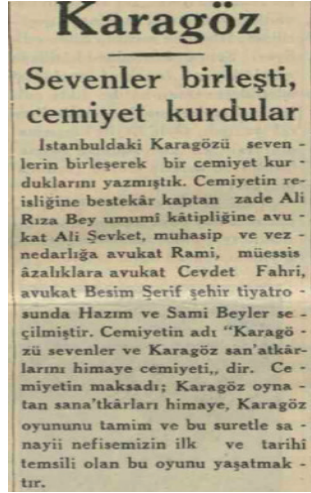 Karagöz
Sevenler birleşti,
cemiyet kurdular
Istanbuldaki Karagözü seven -
lerin birleşerek bir cemiyet kur -
duklarını yazmıştık. Cemiyetin re-
isliğine bestekâr kaptan zade Ali
Rıza Bey umumî kâtipliğine avu -
kat Ali Şevket, muhasip ve vez -
nedarlığa avukat Rami, müessis
âzalıklara avukat Cevdet Fahri,
avukat Besim Şerif şehir tiyatro -
sunda Hazım ve Sami Beyler se -
çilmiştir. Cemiyetin adı “Karagö -
zü sevenler ve Karagöz san'atkâr-
larını himaye cemiyeti,, dir. Ce -
miyetin maksadı; Karagöz oyna -
tan sana'tkârları himaye, Karagöz
oyununu tamim ve bu suretle sa -
nayii nefisemizin ilk ve tarihî
temsili olan bu oyunu yaşatmak -
tır.